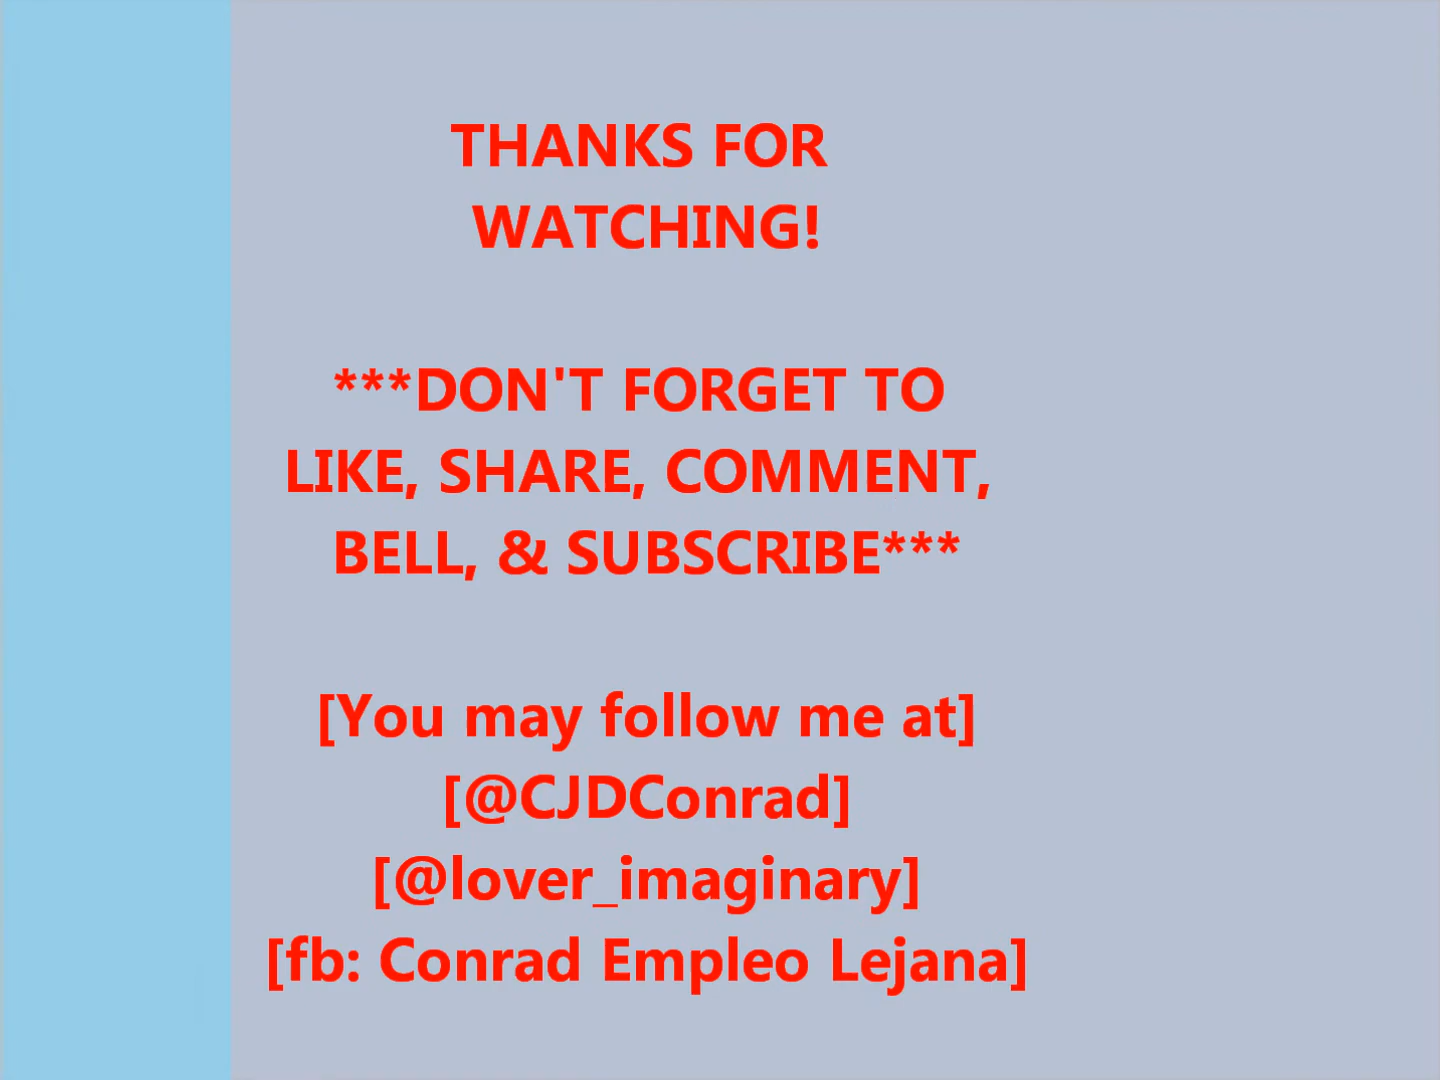 THANKS FOR
WATCHING!
***DON'T FORGET TO
LIKE, SHARE, COMMENT,
BELL, & SUBSCRIBE***
[You may follow me at]
[@CJDConrad]
[@lover_imaginary]
[fb: Conrad Empleo Lejana]